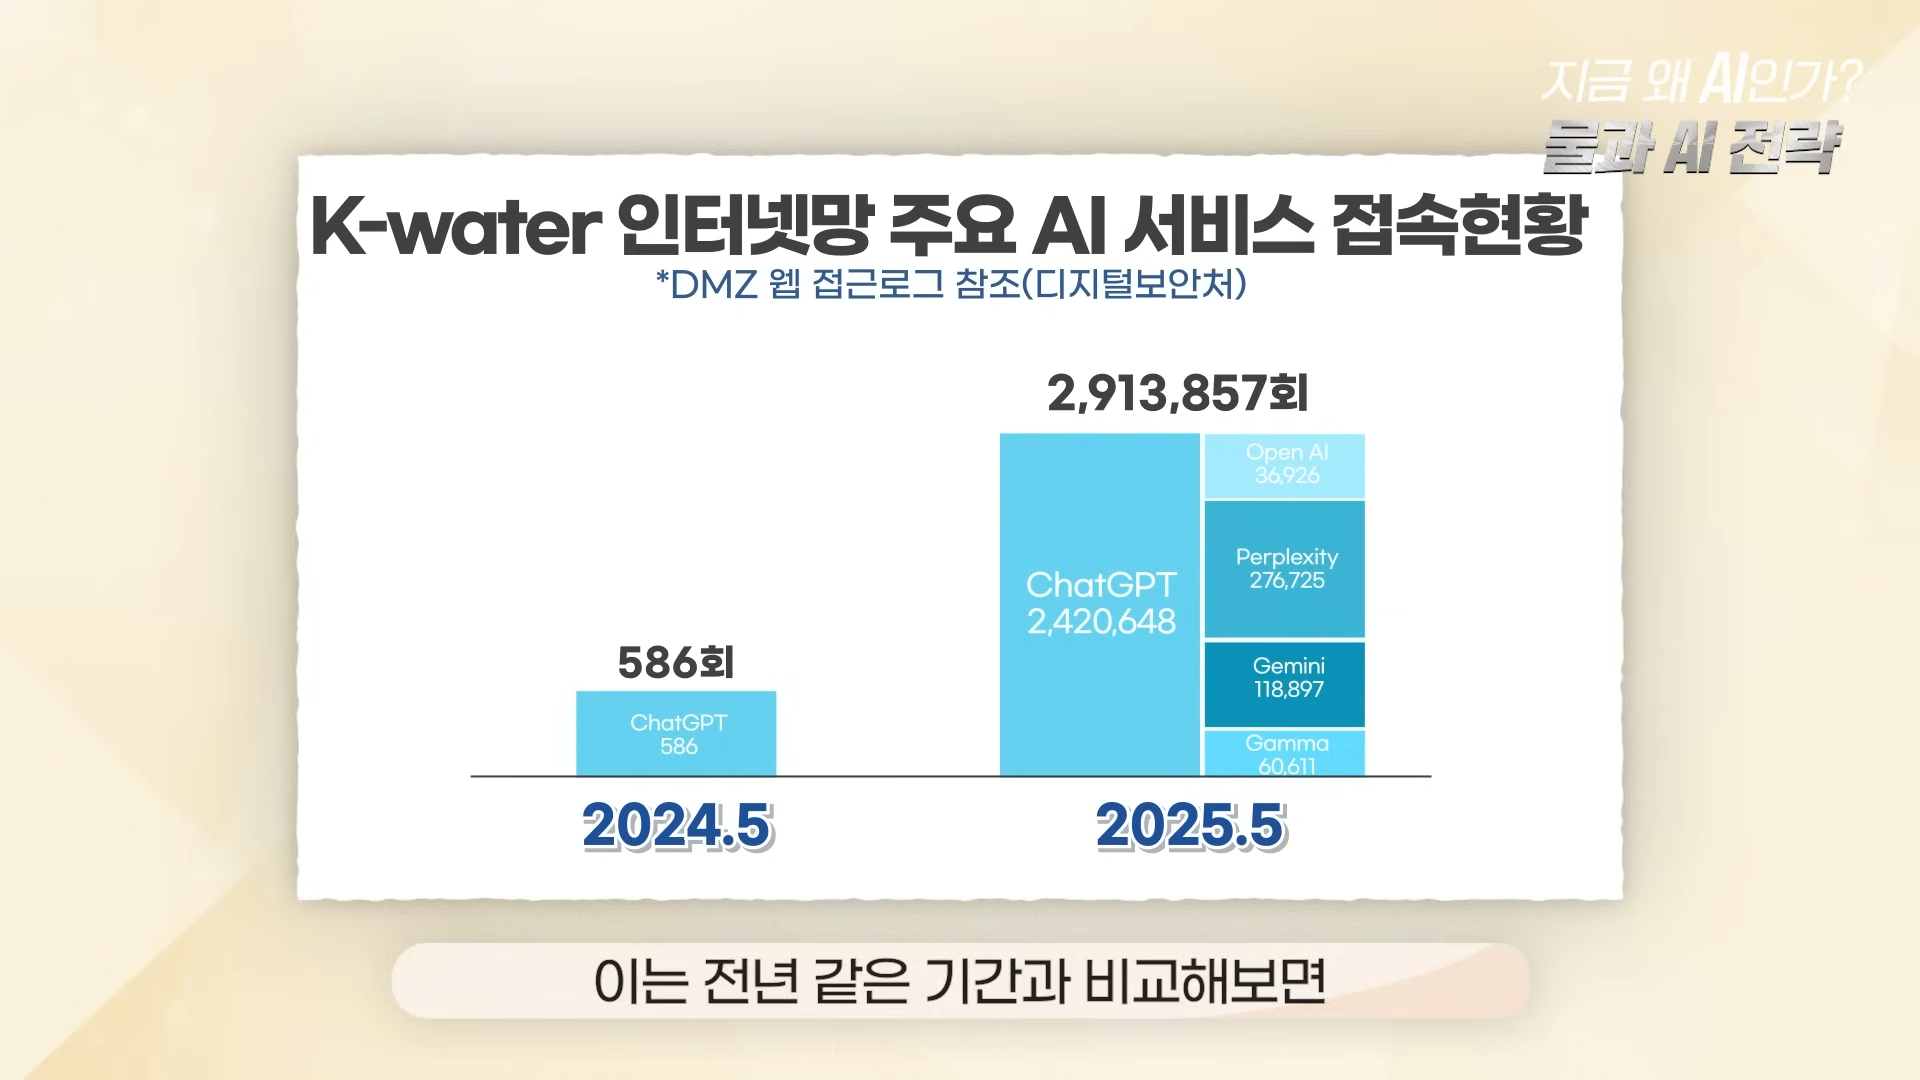 지금 왜 AI인가?
물과 AI 전략
K-water 인터넷망 주요 AI 서비스 접속현황
*DMZ 웹 접근로그 참조(디지털보안처)
586회
ChatGPT
586
2024.5
2,913,857회
ChatGPT
2,420,648
Open AI
36,926
Perplexity
276,725
Gemini
118,897
Gamma
60,611
2025.5
이는 전년 같은 기간과 비교해보면